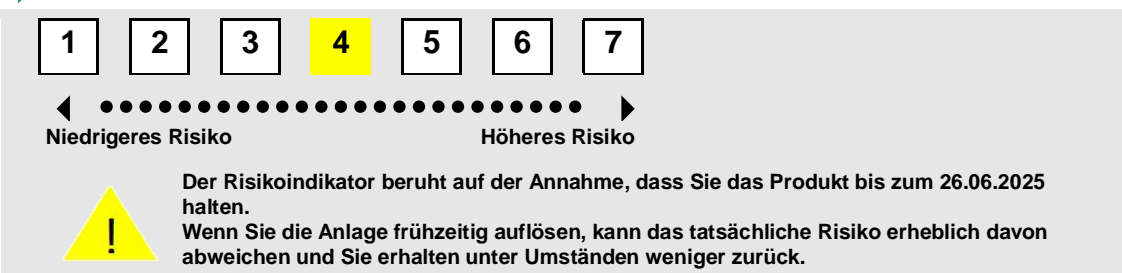 1 2 3 4 5 6 7
Niedrigeres Risiko Höheres Risiko
Der Risikoindikator beruht auf der Annahme, dass Sie das Produkt bis zum 26.06.2025
halten.
!
Wenn Sie die Anlage frühzeitig auflösen, kann das tatsächliche Risiko erheblich davon
abweichen und Sie erhalten unter Umständen weniger zurück.